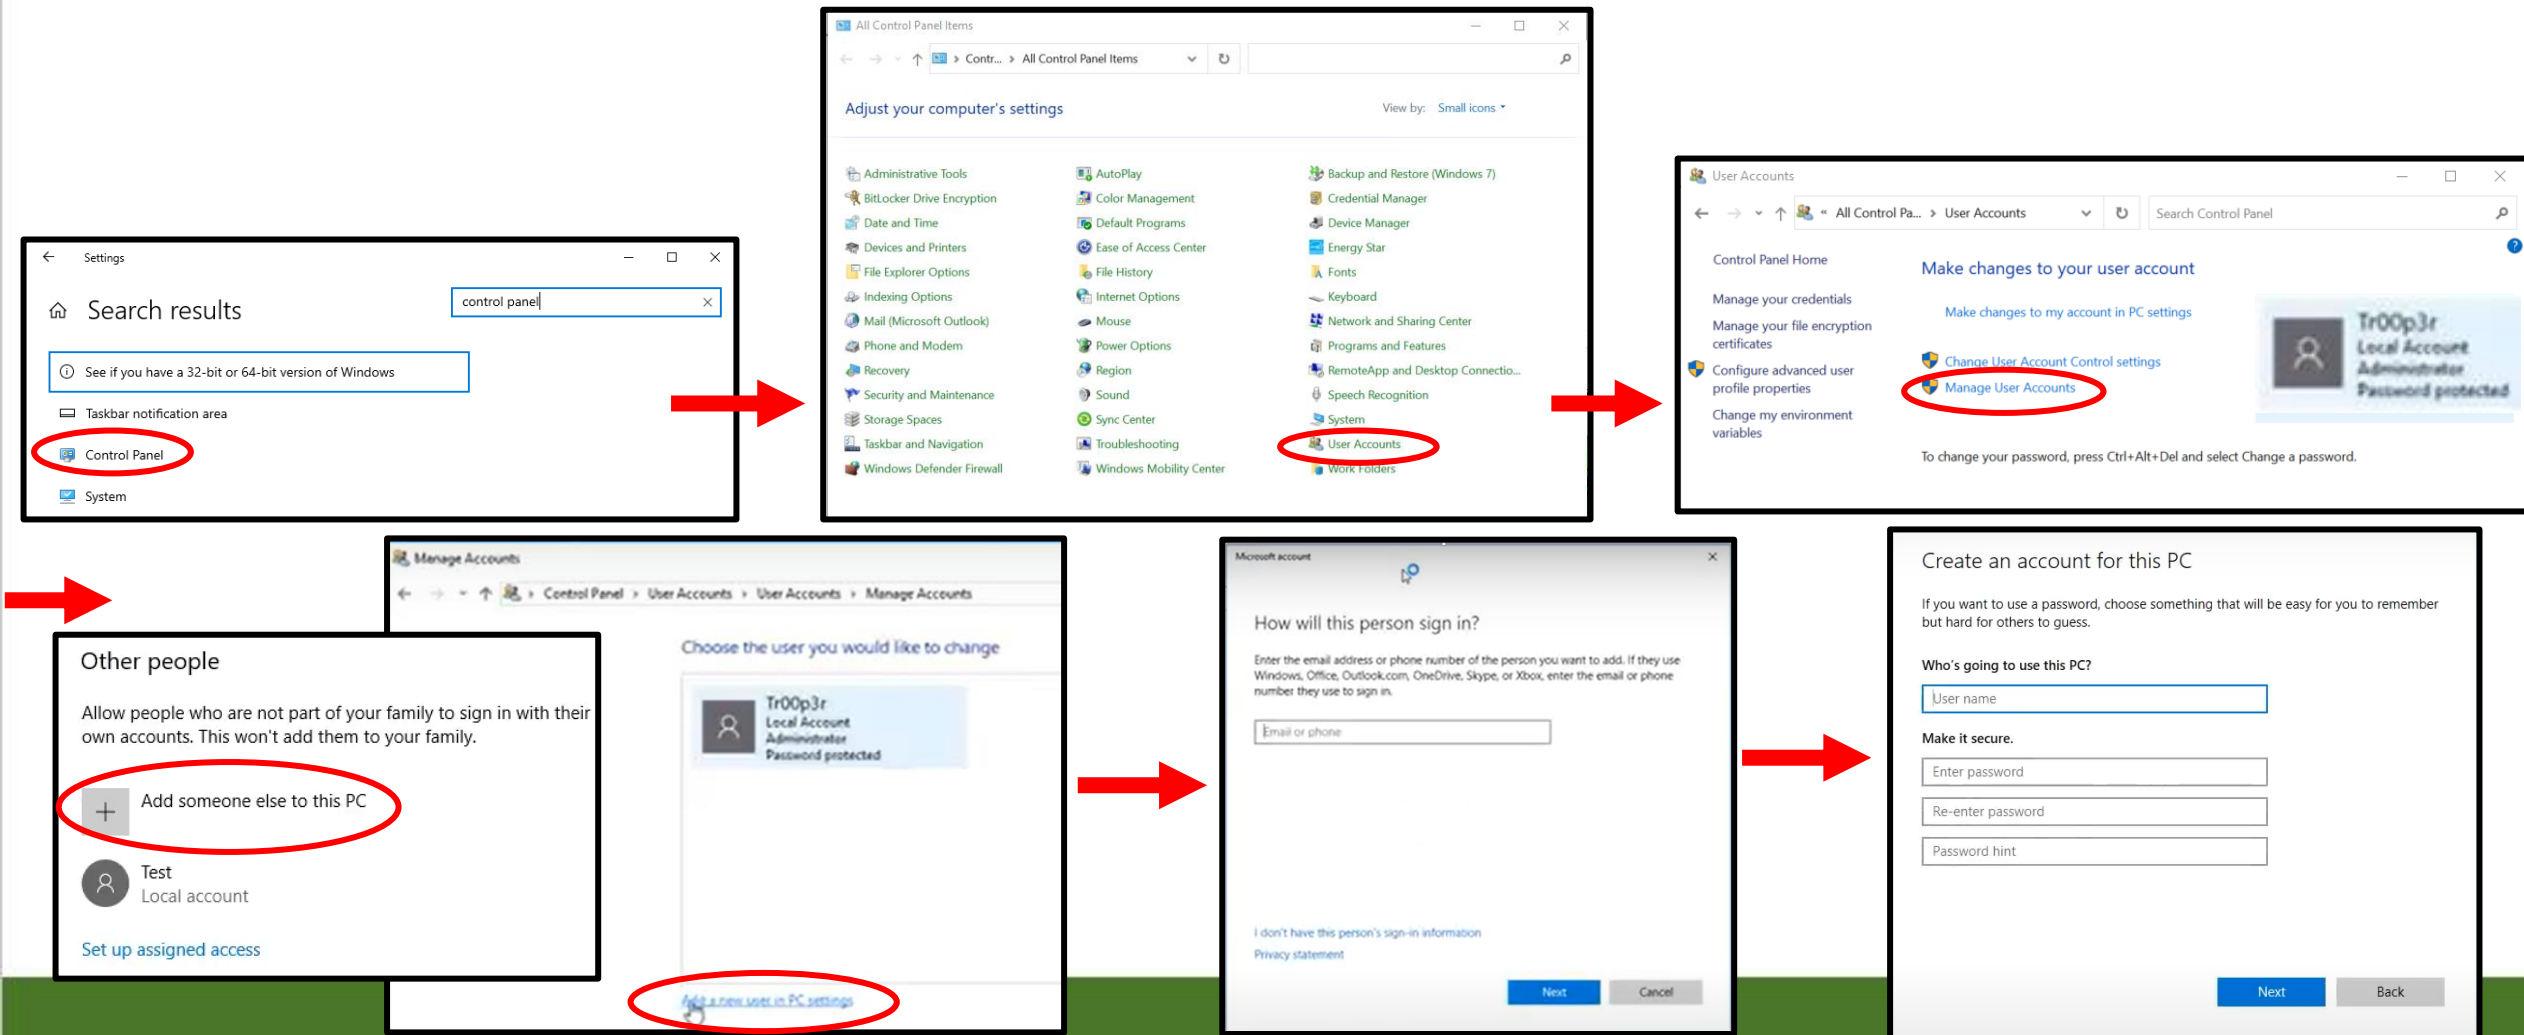 Settings
Search results
control panel
See if you have a 32-bit or 64-bit version of Windows
Taskbar notification area
Control Panel
System
All Control Panel Items
Contr... > All Control Panel Items
Adjust your computer's settings
View by: Small icons
Administrative Tools
AutoPlay
Backup and Restore (Windows 7)
BitLocker Drive Encryption
Color Management
Credential Manager
Date and Time
Default Programs
Device Manager
Devices and Printers
Ease of Access Center
Energy Star
File Explorer Options
File History
Fonts
Indexing Options
Internet Options
Keyboard
Mail (Microsoft Outlook)
Mouse
Network and Sharing Center
Phone and Modem
Power Options
Programs and Features
Recovery
Region
RemoteApp and Desktop Connectio...
Security and Maintenance
Sound
Speech Recognition
Storage Spaces
Sync Center
System
Taskbar and Navigation
Troubleshooting
User Accounts
Windows Defender Firewall
Windows Mobility Center
Work Folders
User Accounts
« All Control Pa... > User Accounts
Search Control Panel
Control Panel Home
Manage your credentials
Manage your file encryption
certificates
Configure advanced user
profile properties
Change my environment
variables
Make changes to your user account
Make changes to my account in PC settings
Change User Account Control settings
Manage User Accounts
Tr00p3r
Local Account
Administrator
Password protected
To change your password, press Ctrl+Alt+Del and select Change a password.
Manage Accounts
Control Panel > User Accounts > User Accounts > Manage Accounts
Choose the user you would like to change
Tr00p3r
Local Account
Administrator
Password protected
Add a new user in PC settings
Other people
Allow people who are not part of your family to sign in with their
own accounts. This won't add them to your family.
Add someone else to this PC
Test
Local account
Set up assigned access
Microsoft account
How will this person sign in?
Enter the email address or phone number of the person you want to add. If they use
Windows, Office, Outlook.com, OneDrive, Skype, or Xbox, enter the email or phone
number they use to sign in.
Email or phone
I don't have this person's sign-in information
Privacy statement
Next
Cancel
Create an account for this PC
If you want to use a password, choose something that will be easy for you to remember
but hard for others to guess.
Who's going to use this PC?
User name
Make it secure.
Enter password
Re-enter password
Password hint
Next
Back